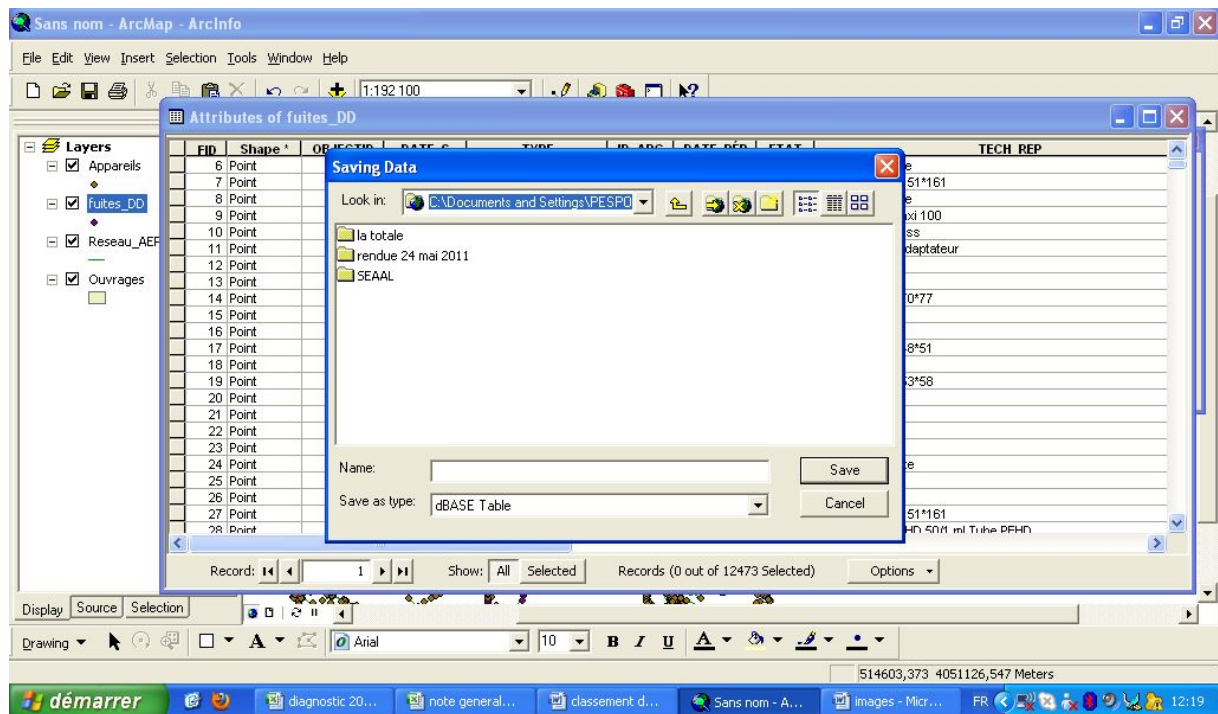 Sans nom - ArcMap - ArcInfo
File Edit View Insert Selection Tools Window Help
1:192 100
Attributes of fuites_DD
Layers
Appareils
fuites_DD
Reseau_AEP
Ouvrages
FID Shape * TECH_REP
6 Point
7 Point 51*161
8 Point
9 Point xi 100
10 Point ss
11 Point daptateur
12 Point
13 Point
14 Point 0*77
15 Point
16 Point
17 Point 8*51
18 Point
19 Point 3*58
20 Point
21 Point
22 Point
23 Point
24 Point e
25 Point
26 Point
27 Point 51*161
28 Point HD 50/1 ml Tube PEHD
Saving Data
Look in: C:\Documents and Settings\PESPO
la totale
rendue 24 mai 2011
SEAAL
Name: Save
Save as type: dBASE Table Cancel
Record: 1 Show: All Selected Records (0 out of 12473 Selected) Options
Display Source Selection
Drawing A Arial 10 B I U A
514603,373 4051126,547 Meters
démarrer diagnostic 20... note general... classement d... Sans nom - A... images - Micr... FR 12:19